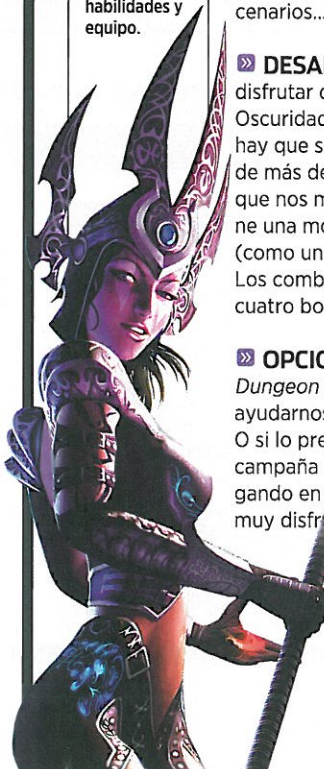 habilidades y
equipo.
cenarios...
DESA
disfrutar
Oscuridad
hay que s
de más de
que nos m
ne una mo
(como un
Los comb
cuatro bo
OPCIO
Dungeon
ayudarnos
O si lo pre
campaña
gando en
muy disfr